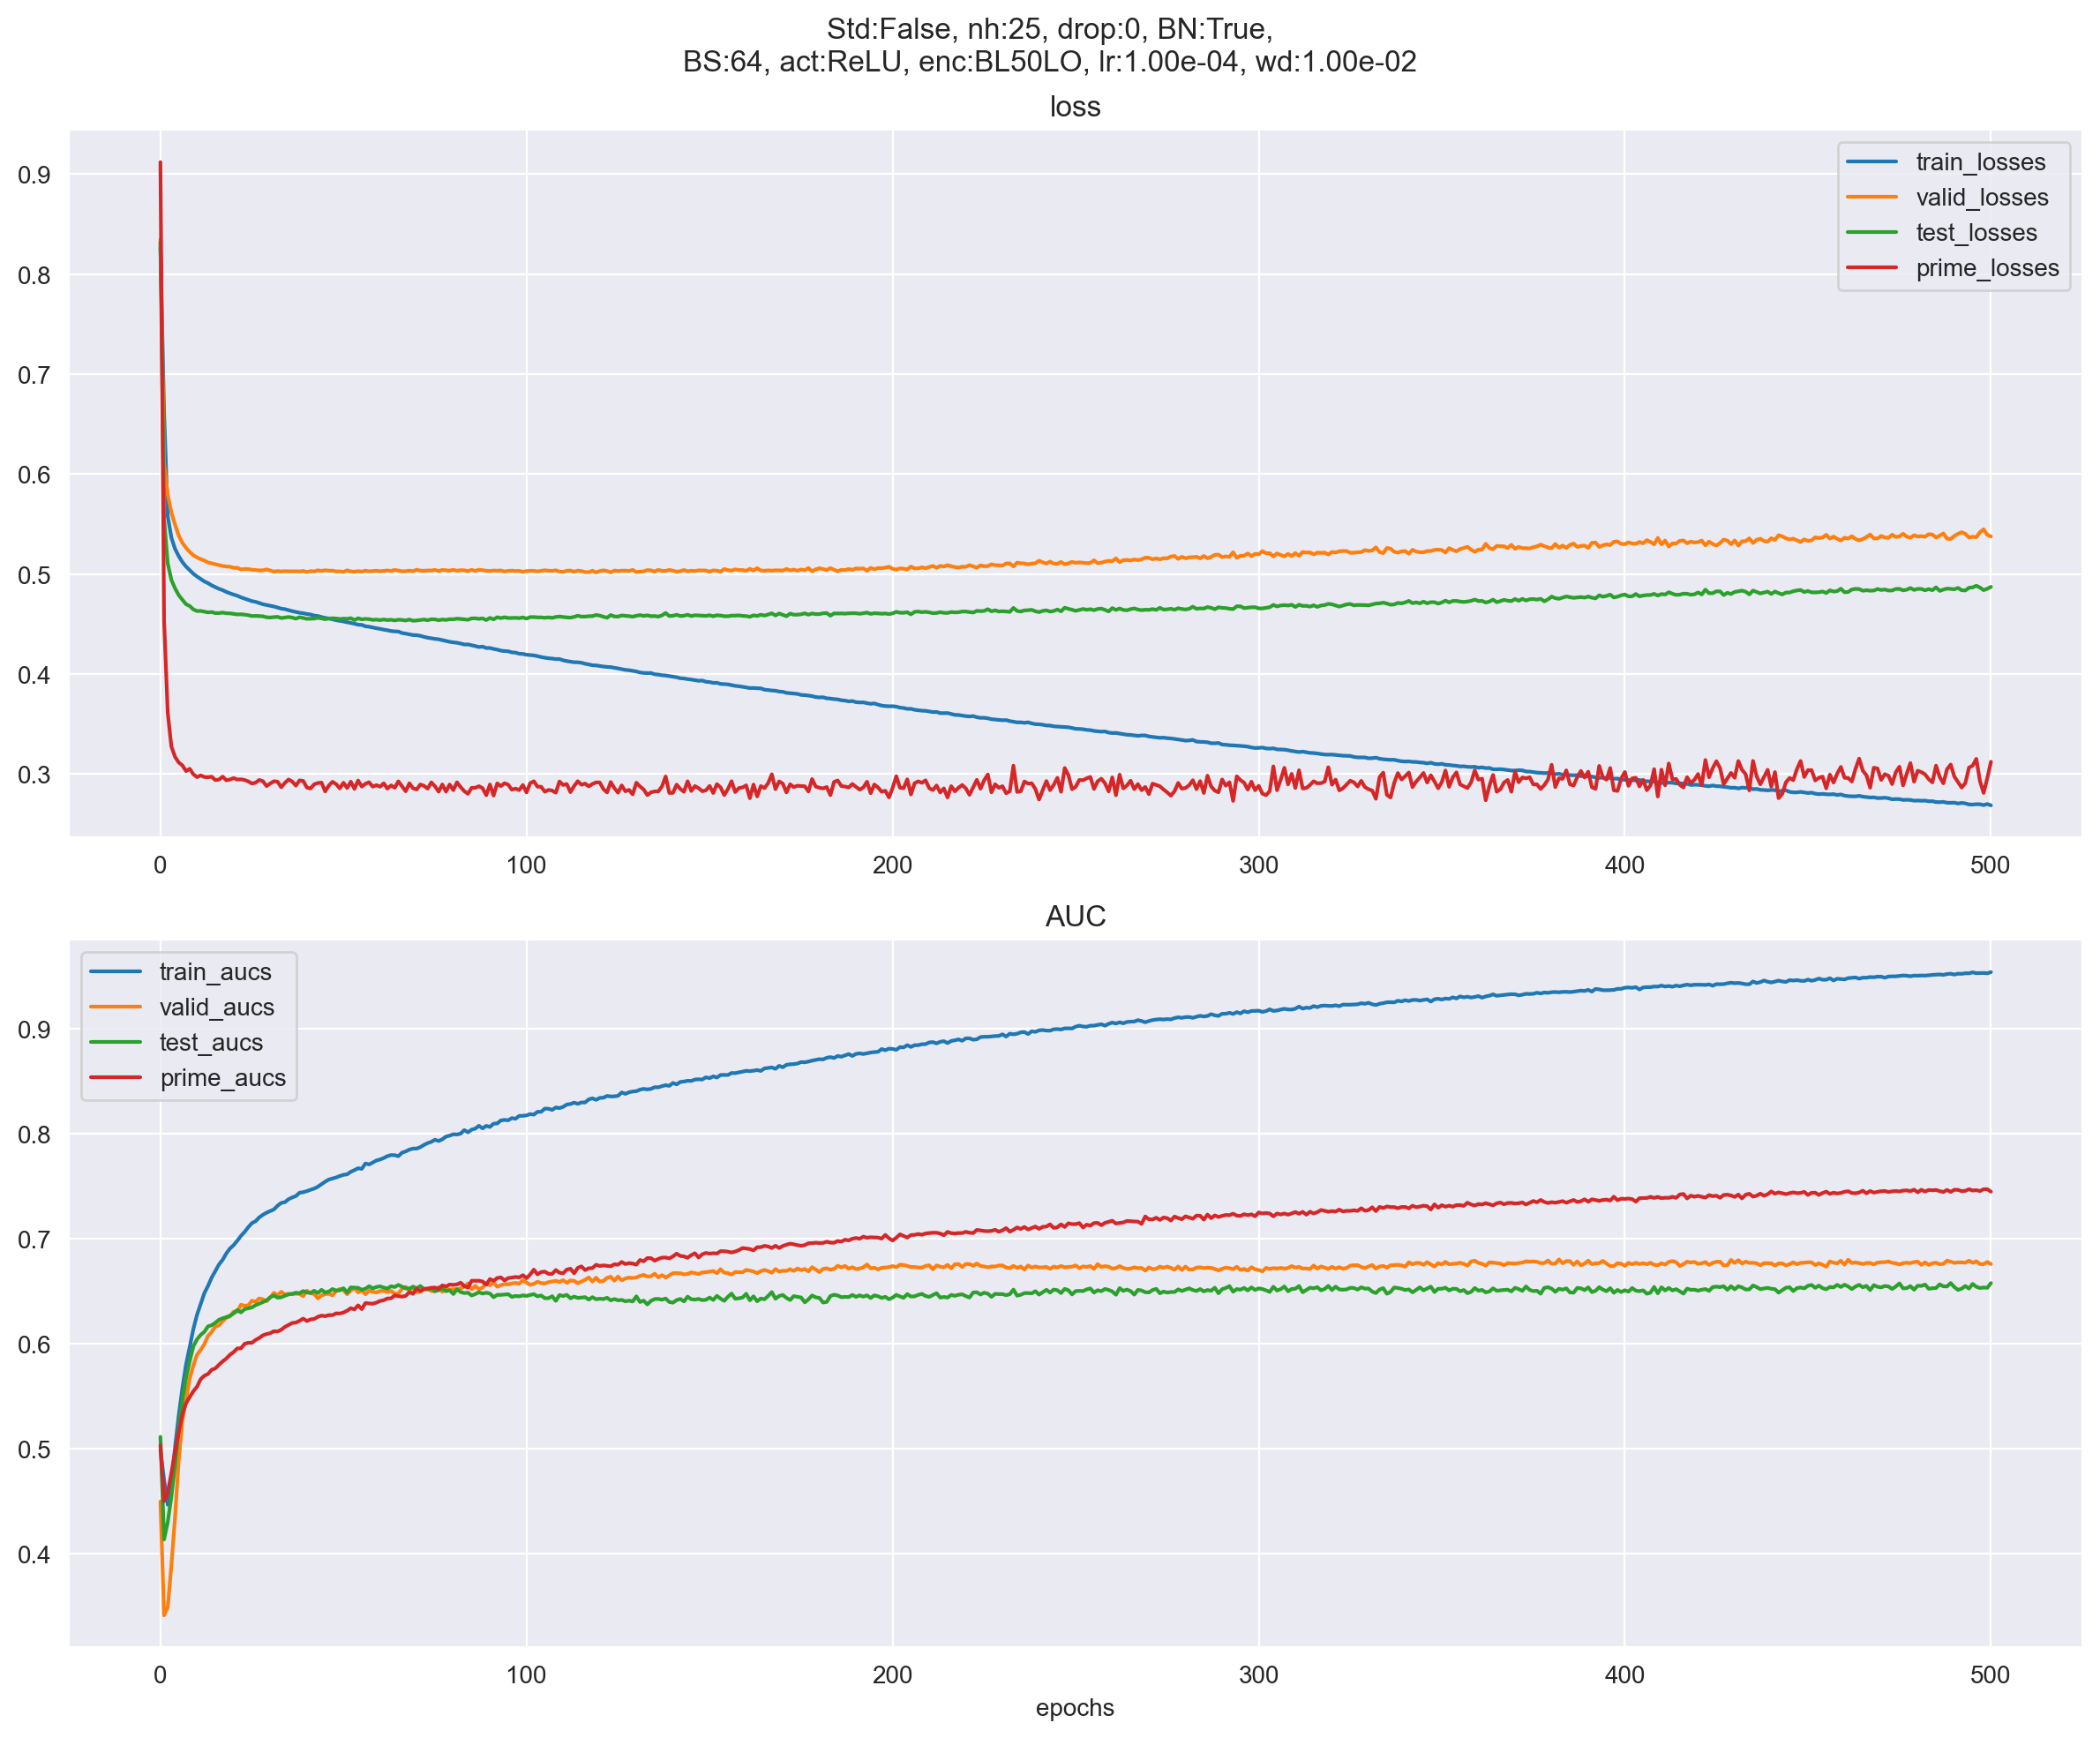 Std:False, nh:25, drop:0, BN:True,
BS:64, act:ReLU, enc:BL50LO, lr:1.00e-04, wd:1.00e-02
loss
train_losses
valid_losses
test_losses
prime_losses
0.9
0.8
0.7
0.6
0.5
0.4
0.3
0 100 200 300 400 500
AUC
train_aucs
valid_aucs
test_aucs
prime_aucs
0.9
0.8
0.7
0.6
0.5
0.4
0 100 200 300 400 500
epochs